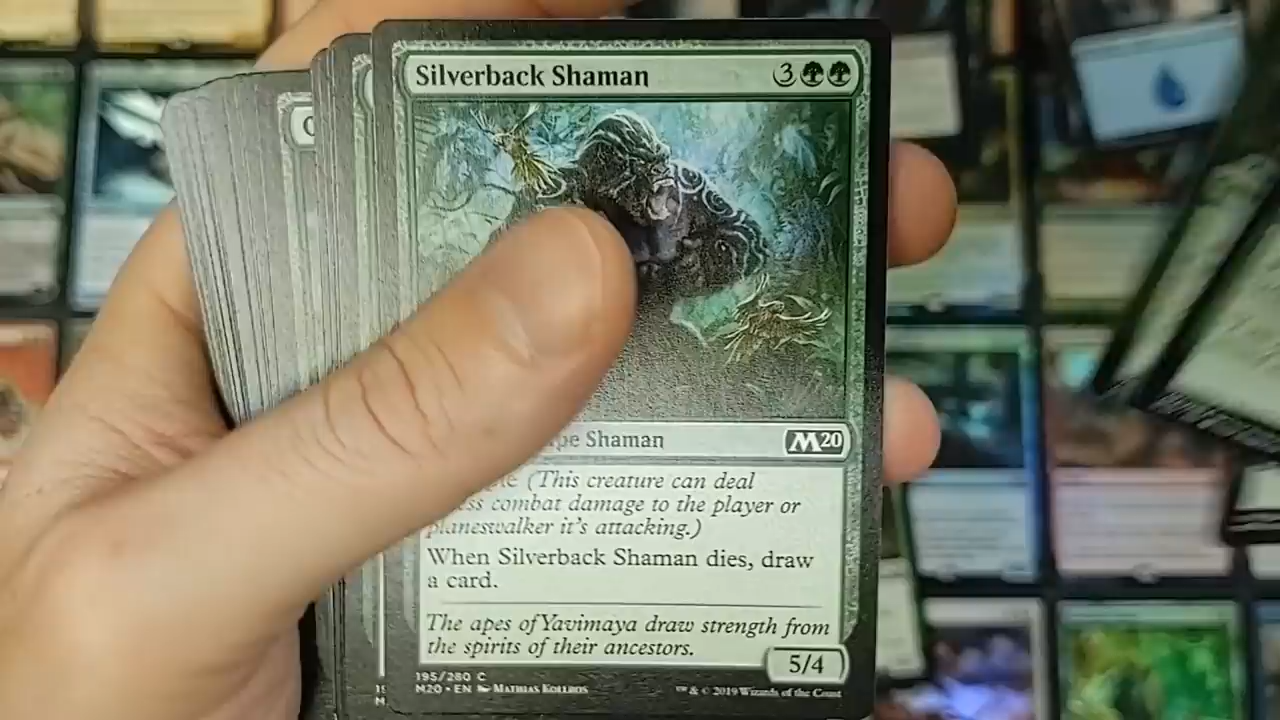 Silverback Shaman 3
Shaman M20
(This creature can deal
combat damage to the player or
planeswalker it's attacking.)
When Silverback Shaman dies, draw
a card.
The apes of Yavimaya draw strength from
the spirits of their ancestors.
5/4
195/280 C
M20 • EN Mathias Kollros
™ & © 2019 Wizards of the Coast